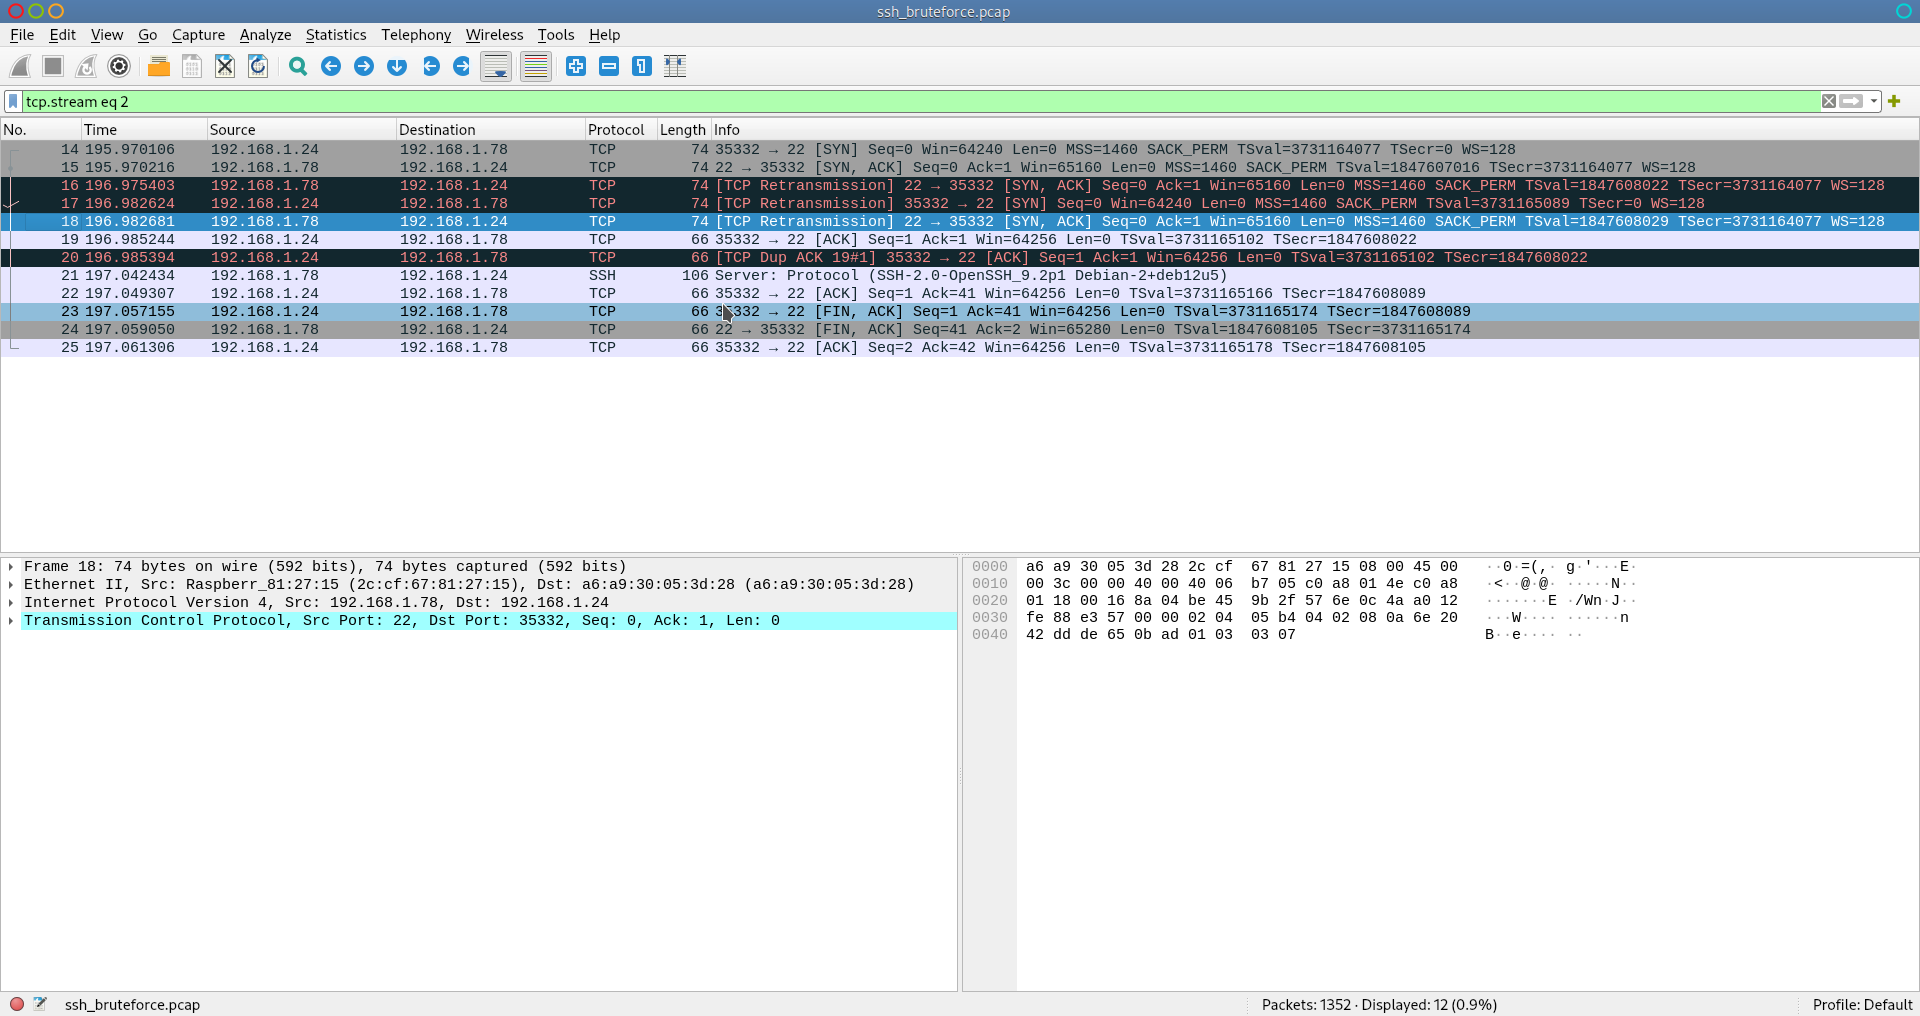 ssh_bruteforce.pcap
File Edit View Go Capture Analyze Statistics Telephony Wireless Tools Help
tcp.stream eq 2
No. Time Source Destination Protocol Length Info
14 195.970106 192.168.1.24 192.168.1.78 TCP 74 35332 → 22 [SYN] Seq=0 Win=64240 Len=0 MSS=1460 SACK_PERM TSval=3731164077 TSecr=0 WS=128
15 195.970216 192.168.1.78 192.168.1.24 TCP 74 22 → 35332 [SYN, ACK] Seq=0 Ack=1 Win=65160 Len=0 MSS=1460 SACK_PERM TSval=1847607016 TSecr=3731164077 WS=128
16 196.975403 192.168.1.78 192.168.1.24 TCP 74 [TCP Retransmission] 22 → 35332 [SYN, ACK] Seq=0 Ack=1 Win=65160 Len=0 MSS=1460 SACK_PERM TSval=1847608022 TSecr=3731164077 WS=128
17 196.982624 192.168.1.24 192.168.1.78 TCP 74 [TCP Retransmission] 35332 → 22 [SYN] Seq=0 Win=64240 Len=0 MSS=1460 SACK_PERM TSval=3731165089 TSecr=0 WS=128
18 196.982681 192.168.1.78 192.168.1.24 TCP 74 [TCP Retransmission] 22 → 35332 [SYN, ACK] Seq=0 Ack=1 Win=65160 Len=0 MSS=1460 SACK_PERM TSval=1847608029 TSecr=3731164077 WS=128
19 196.985244 192.168.1.24 192.168.1.78 TCP 66 35332 → 22 [ACK] Seq=1 Ack=1 Win=64256 Len=0 TSval=3731165102 TSecr=1847608022
20 196.985394 192.168.1.24 192.168.1.78 TCP 66 [TCP Dup ACK 19#1] 35332 → 22 [ACK] Seq=1 Ack=1 Win=64256 Len=0 TSval=3731165102 TSecr=1847608022
21 197.042434 192.168.1.78 192.168.1.24 SSH 106 Server: Protocol (SSH-2.0-OpenSSH_9.2p1 Debian-2+deb12u5)
22 197.049307 192.168.1.24 192.168.1.78 TCP 66 35332 → 22 [ACK] Seq=1 Ack=41 Win=64256 Len=0 TSval=3731165166 TSecr=1847608089
23 197.057155 192.168.1.24 192.168.1.78 TCP 66 35332 → 22 [FIN, ACK] Seq=1 Ack=41 Win=64256 Len=0 TSval=3731165174 TSecr=1847608089
24 197.059050 192.168.1.78 192.168.1.24 TCP 66 22 → 35332 [FIN, ACK] Seq=41 Ack=2 Win=65280 Len=0 TSval=1847608105 TSecr=3731165174
25 197.061306 192.168.1.24 192.168.1.78 TCP 66 35332 → 22 [ACK] Seq=2 Ack=42 Win=64256 Len=0 TSval=3731165178 TSecr=1847608105
Frame 18: 74 bytes on wire (592 bits), 74 bytes captured (592 bits)
Ethernet II, Src: Raspberr_81:27:15 (2c:cf:67:81:27:15), Dst: a6:a9:30:05:3d:28 (a6:a9:30:05:3d:28)
Internet Protocol Version 4, Src: 192.168.1.78, Dst: 192.168.1.24
Transmission Control Protocol, Src Port: 22, Dst Port: 35332, Seq: 0, Ack: 1, Len: 0
0000 a6 a9 30 05 3d 28 2c cf 67 81 27 15 08 00 45 00 ··0·=(,· g·'···E·
0010 00 3c 00 00 40 00 40 06 b7 05 c0 a8 01 4e c0 a8 ·<··@·@· ·····N··
0020 01 18 00 16 8a 04 be 45 9b 2f 57 6e 0c 4a a0 12 ·······E ·/Wn·J··
0030 fe 88 e3 57 00 00 02 04 05 b4 04 02 08 0a 6e 20 ···W···· ······n
0040 42 dd de 65 0b ad 01 03 03 07 B··e···· ··
ssh_bruteforce.pcap
Packets: 1352 · Displayed: 12 (0.9%)
Profile: Default